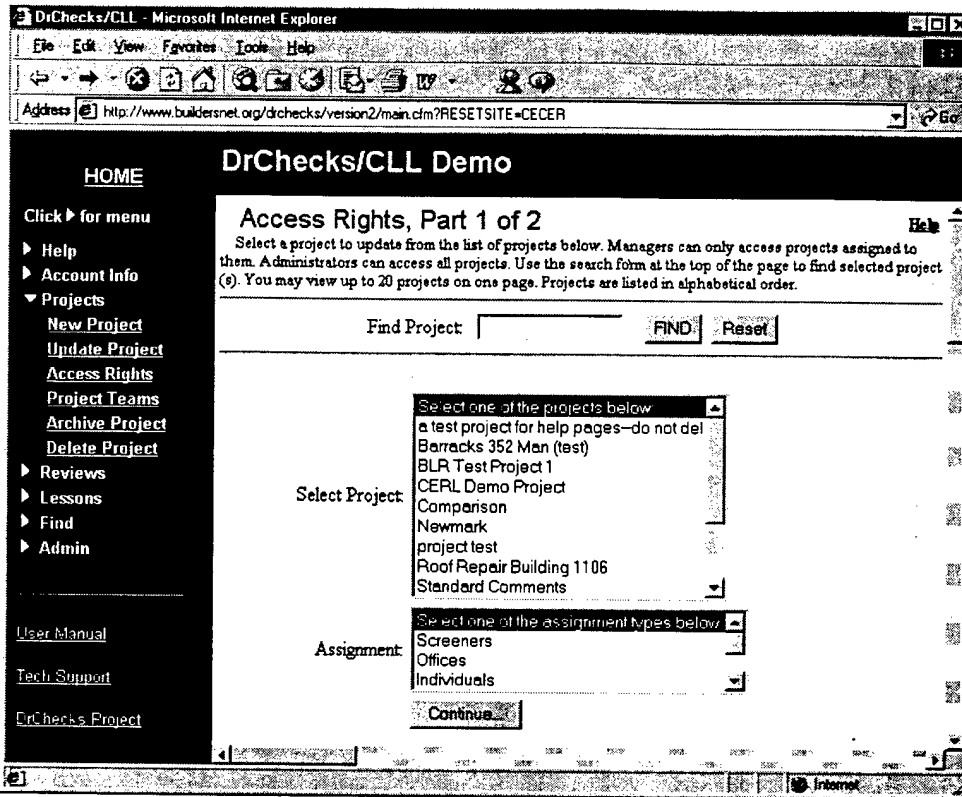 DrChecks/CLL - Microsoft Internet Explorer
File Edit View Favorites Tools Help
Address http://www.buildersnet.org/drchecks/version2/main.cfm?RESETSITE=CECER Go
HOME
Click for menu
Help
Account Info
Projects
New Project
Update Project
Access Rights
Project Teams
Archive Project
Delete Project
Reviews
Lessons
Find
Admin
User Manual
Tech Support
DrChecks Project
DrChecks/CLL Demo
Access Rights, Part 1 of 2
Help
Select a project to update from the list of projects below. Managers can only access projects assigned to
them. Administrators can access all projects. Use the search form at the top of the page to find selected project
(s). You may view up to 20 projects on one page. Projects are listed in alphabetical order.
Find Project: FIND Reset
Select Project:
Select one of the projects below
a test project for help pages--do not del
Barracks 352 Man (test)
BLR Test Project 1
CERL Demo Project
Comparison
Newmark
project test
Roof Repair Building 1106
Standard Comments
Assignment:
Select one of the assignment types below
Screeners
Offices
Individuals
Continue...
Internet